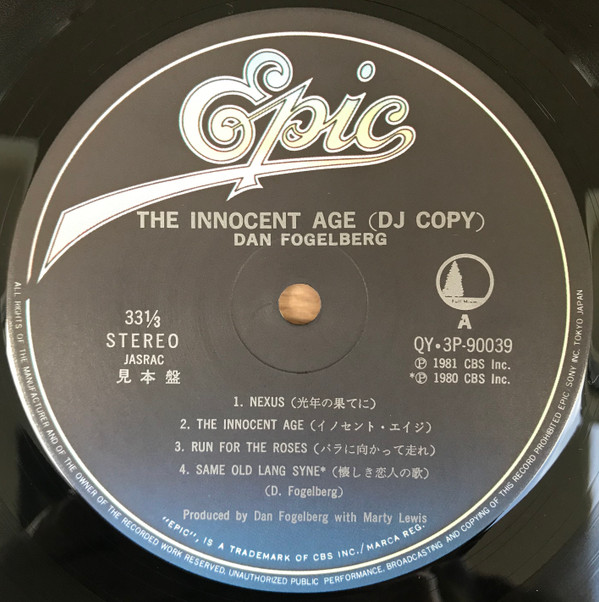 Epic
THE INNOCENT AGE (DJ COPY)
DAN FOGELBERG
33⅓
STEREO
JASRAC
見本盤
Full Moon
A
QY・3P-90039
Ⓟ 1981 CBS Inc.
*Ⓟ 1980 CBS Inc.
1. NEXUS (光年の果てに)
2. THE INNOCENT AGE (イノセント・エイジ)
3. RUN FOR THE ROSES (バラに向かって走れ)
4. SAME OLD LANG SYNE* (懐しき恋人の歌)
(D. Fogelberg)
Produced by Dan Fogelberg with Marty Lewis
"EPIC", IS A TRADEMARK OF CBS INC./MARCA REG.
ALL RIGHTS OF THE MANUFACTURER AND OF THE OWNER OF THE RECORDED WORK RESERVED. UNAUTHORIZED PUBLIC PERFORMANCE, BROADCASTING AND COPYING OF THIS RECORD PROHIBITED EPIC. SONY INC. TOKYO JAPAN